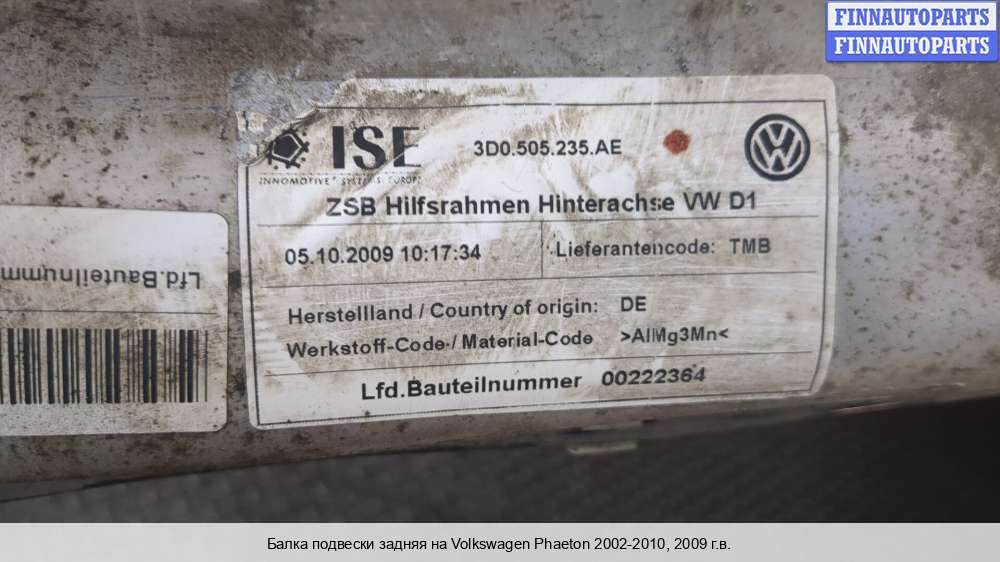 FINNAUTOPARTS
FINNAUTOPARTS
ISE
INNOMOTIVE SYSTEMS EUROPE
3D0.505.235.AE
VW
ZSB Hilfsrahmen Hinterachse VW D1
05.10.2009 10:17:34
Lieferantencode: TMB
Herstellland / Country of origin: DE
Werkstoff-Code / Material-Code >AlMg3Mn<
Lfd.Bauteilnummer 00222364
Lfd.Bauteilnumm
Балка подвески задняя на Volkswagen Phaeton 2002-2010, 2009 г.в.